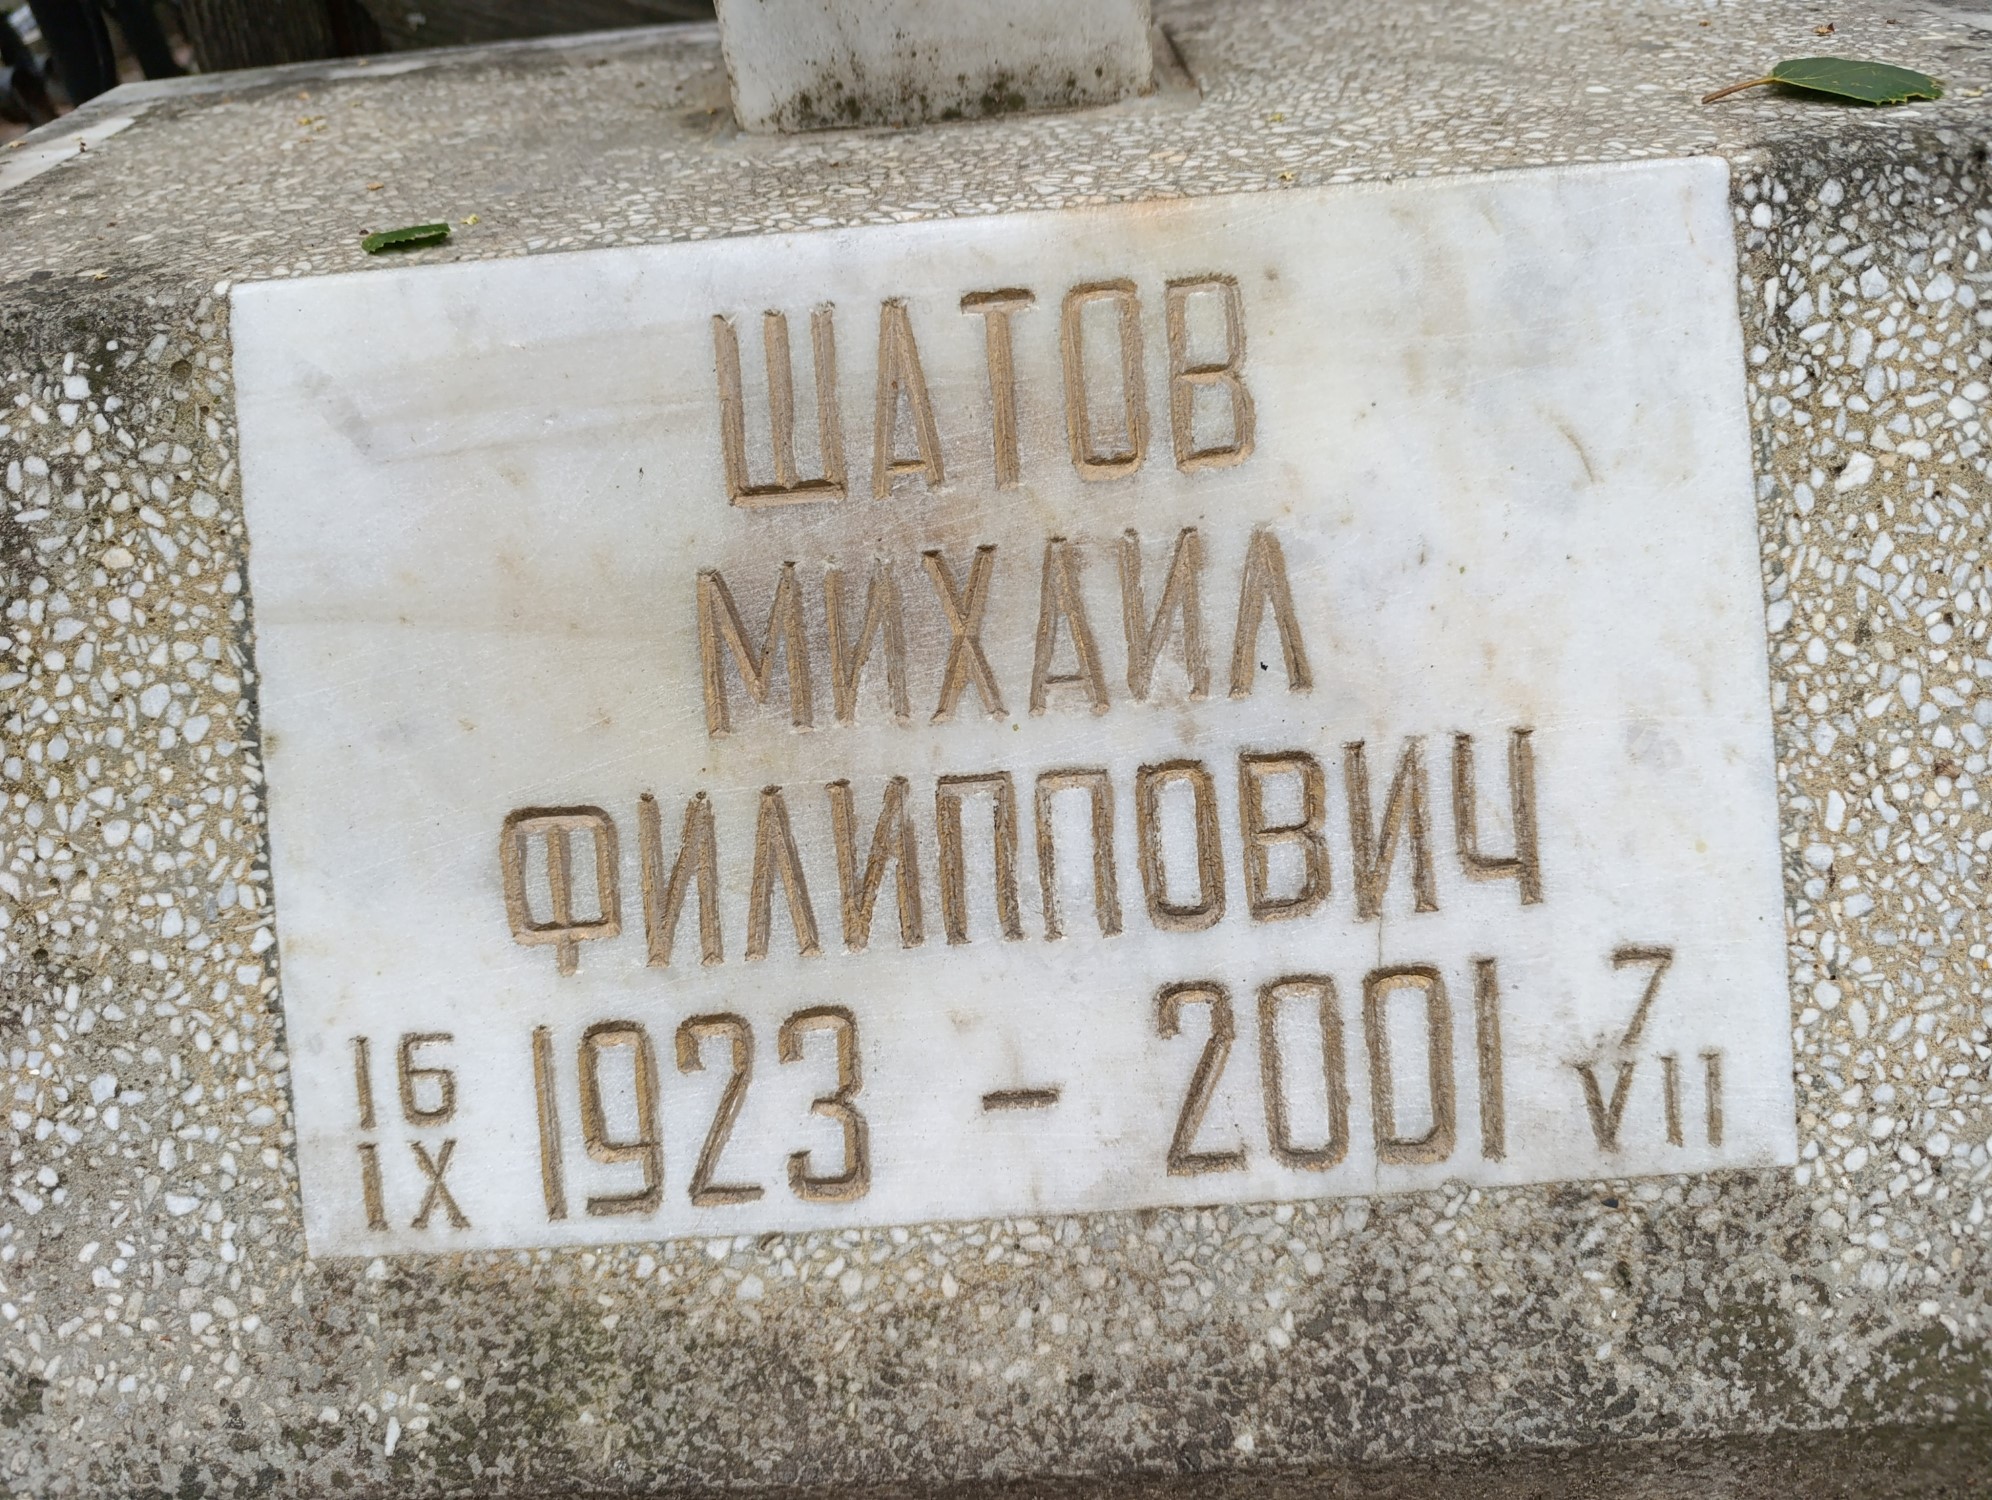 ШАТОВ
МИХАИЛ
ФИЛИППОВИЧ
16 IX 1923 - 2001 7 VII